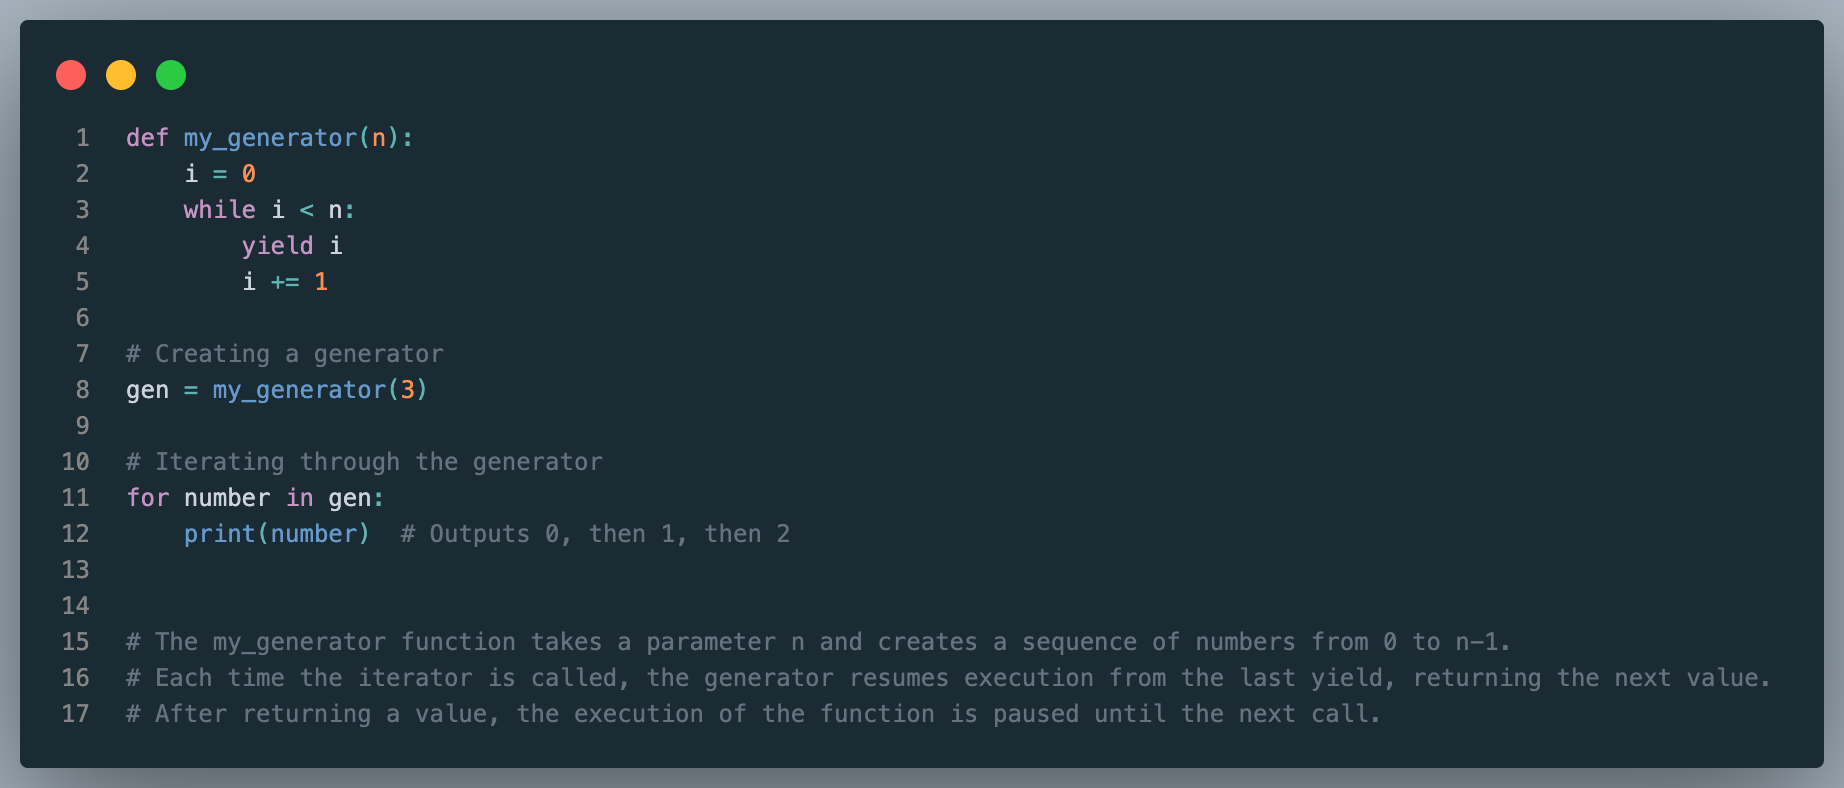 1 def my_generator(n):
2     i = 0
3     while i < n:
4         yield i
5         i += 1
6
7 # Creating a generator
8 gen = my_generator(3)
9
10 # Iterating through the generator
11 for number in gen:
12     print(number)  # Outputs 0, then 1, then 2
13
14
15 # The my_generator function takes a parameter n and creates a sequence of numbers from 0 to n-1.
16 # Each time the iterator is called, the generator resumes execution from the last yield, returning the next value.
17 # After returning a value, the execution of the function is paused until the next call.